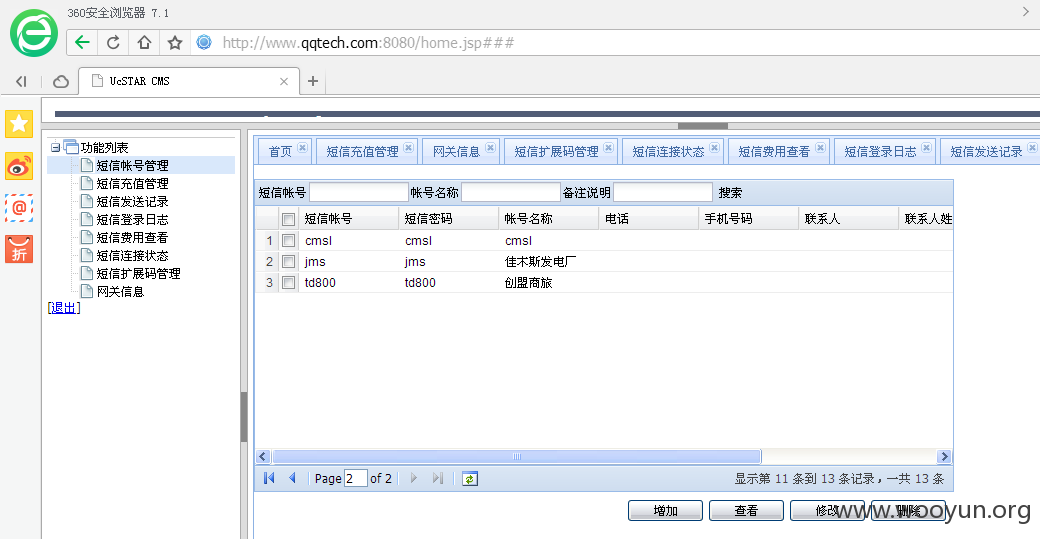 360安全浏览器 7.1
http://www.qqtech.com:8080/home.jsp###
UcSTAR CMS
功能列表
短信帐号管理
短信充值管理
短信发送记录
短信登录日志
短信费用查看
短信连接状态
短信扩展码管理
网关信息
[退出]
@
折
首页 短信充值管理 网关信息 短信扩展码管理 短信连接状态 短信费用查看 短信登录日志 短信发送记录
短信帐号 帐号名称 备注说明 搜索
短信帐号 短信密码 帐号名称 电话 手机号码 联系人 联系人姓
1 cmsl cmsl cmsl
2 jms jms 佳木斯发电厂
3 td800 td800 创盟商旅
Page 2 of 2 显示第 11 条到 13 条记录，一共 13 条
增加 查看 修改 删除
www.wooyun.org